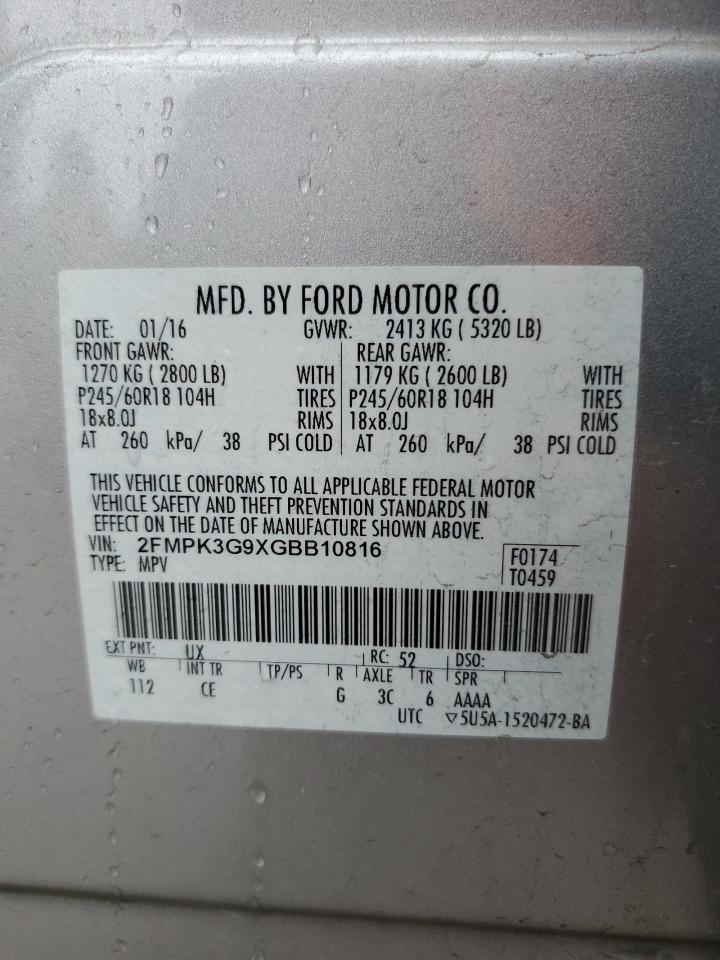 MFD. BY FORD MOTOR CO.
DATE: 01/16 GVWR: 2413 KG ( 5320 LB)
FRONT GAWR: REAR GAWR:
1270 KG ( 2800 LB) WITH 1179 KG ( 2600 LB) WITH
P245/60R18 104H TIRES P245/60R18 104H TIRES
18x8.0J RIMS 18x8.0J RIMS
AT 260 kPa/ 38 PSI COLD AT 260 kPa/ 38 PSI COLD
THIS VEHICLE CONFORMS TO ALL APPLICABLE FEDERAL MOTOR
VEHICLE SAFETY AND THEFT PREVENTION STANDARDS IN
EFFECT ON THE DATE OF MANUFACTURE SHOWN ABOVE.
VIN: 2FMPK3G9XGBB10816
TYPE: MPV
F0174
T0459
EXT PNT: UX RC: 52 DSO:
WB INT TR TP/PS R AXLE TR SPR
112 CE G 3C 6 AAAA
UTC ▽5U5A-1520472-BA